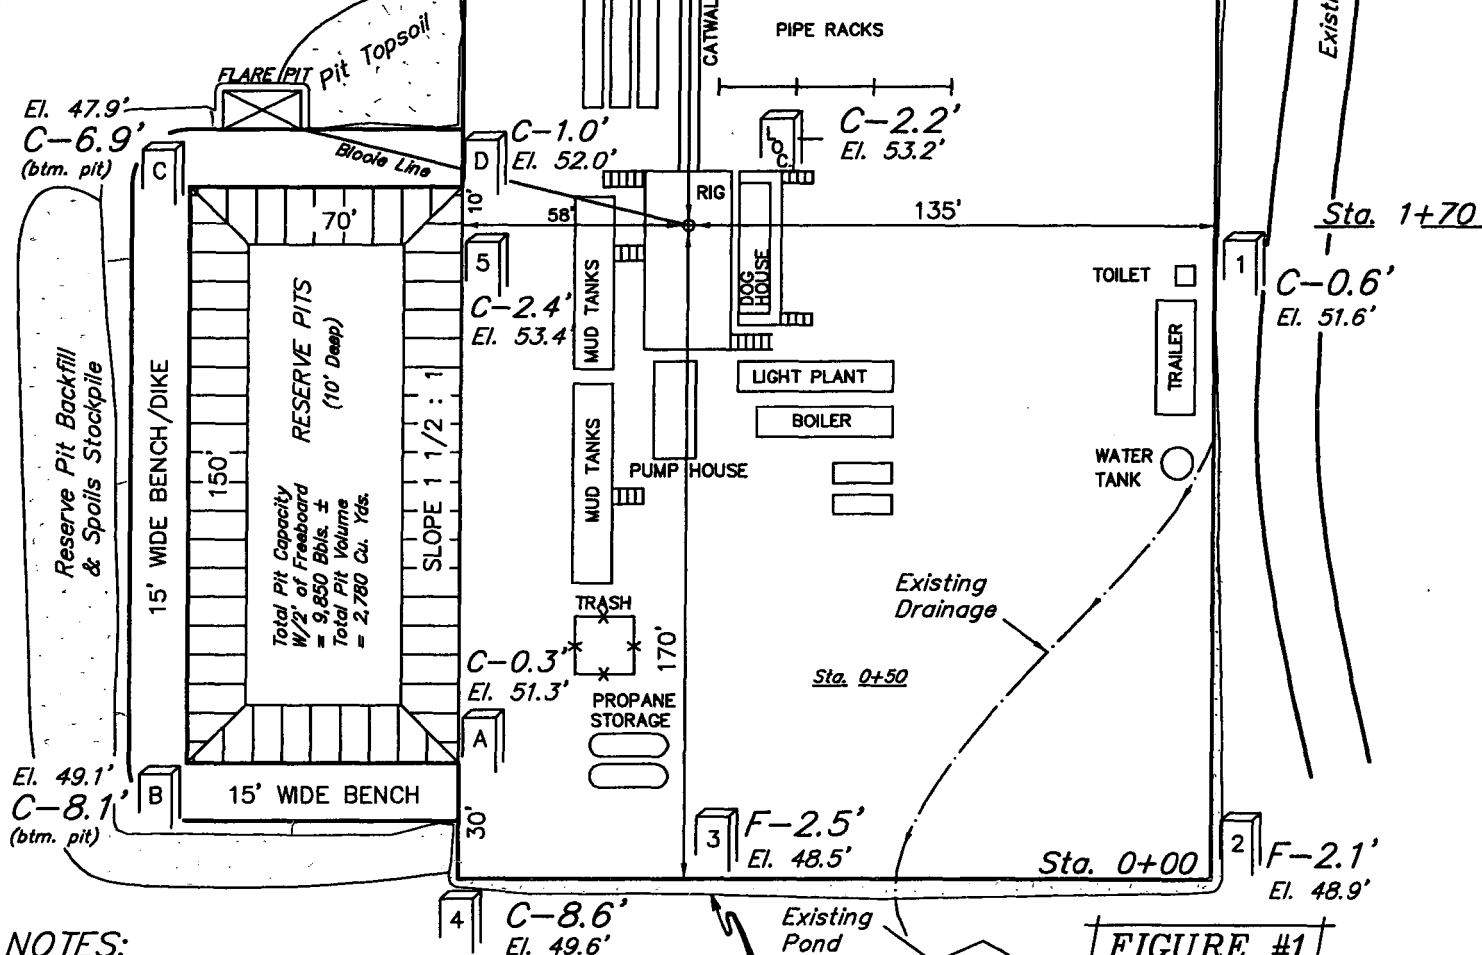 CATWAL
PIPE RACKS
Existi
Pit Topsoil
FLARE PIT
El. 47.9'
C-6.9'
(btm. pit)
C
Blooie Line
D
C-1.0'
El. 52.0'
LOC.
C-2.2'
El. 53.2'
RIG
10'
58'
135'
Sta. 1+70
70'
5
C-2.4'
El. 53.4'
MUD TANKS
DOG
HOUSE
TOILET
1
C-0.6'
El. 51.6'
TRAILER
Reserve Pit Backfill
& Spoils Stockpile
15' WIDE BENCH/DIKE
150'
RESERVE PITS
(10' Deep)
Total Pit Capacity
W/2' of Freeboard
= 9,850 Bbls. ±
Total Pit Volume
= 2,780 Cu. Yds.
SLOPE 1 1/2 : 1
LIGHT PLANT
BOILER
MUD TANKS
PUMP HOUSE
WATER
TANK
Existing
Drainage
TRASH
170'
C-0.3'
El. 51.3'
Sta. 0+50
PROPANE
STORAGE
A
El. 49.1'
C-8.1'
(btm. pit)
B
15' WIDE BENCH
30'
3
F-2.5'
El. 48.5'
Sta. 0+00
2
F-2.1'
El. 48.9'
4
C-8.6'
El. 49.6'
Existing
Pond
FIGURE #1
NOTES: